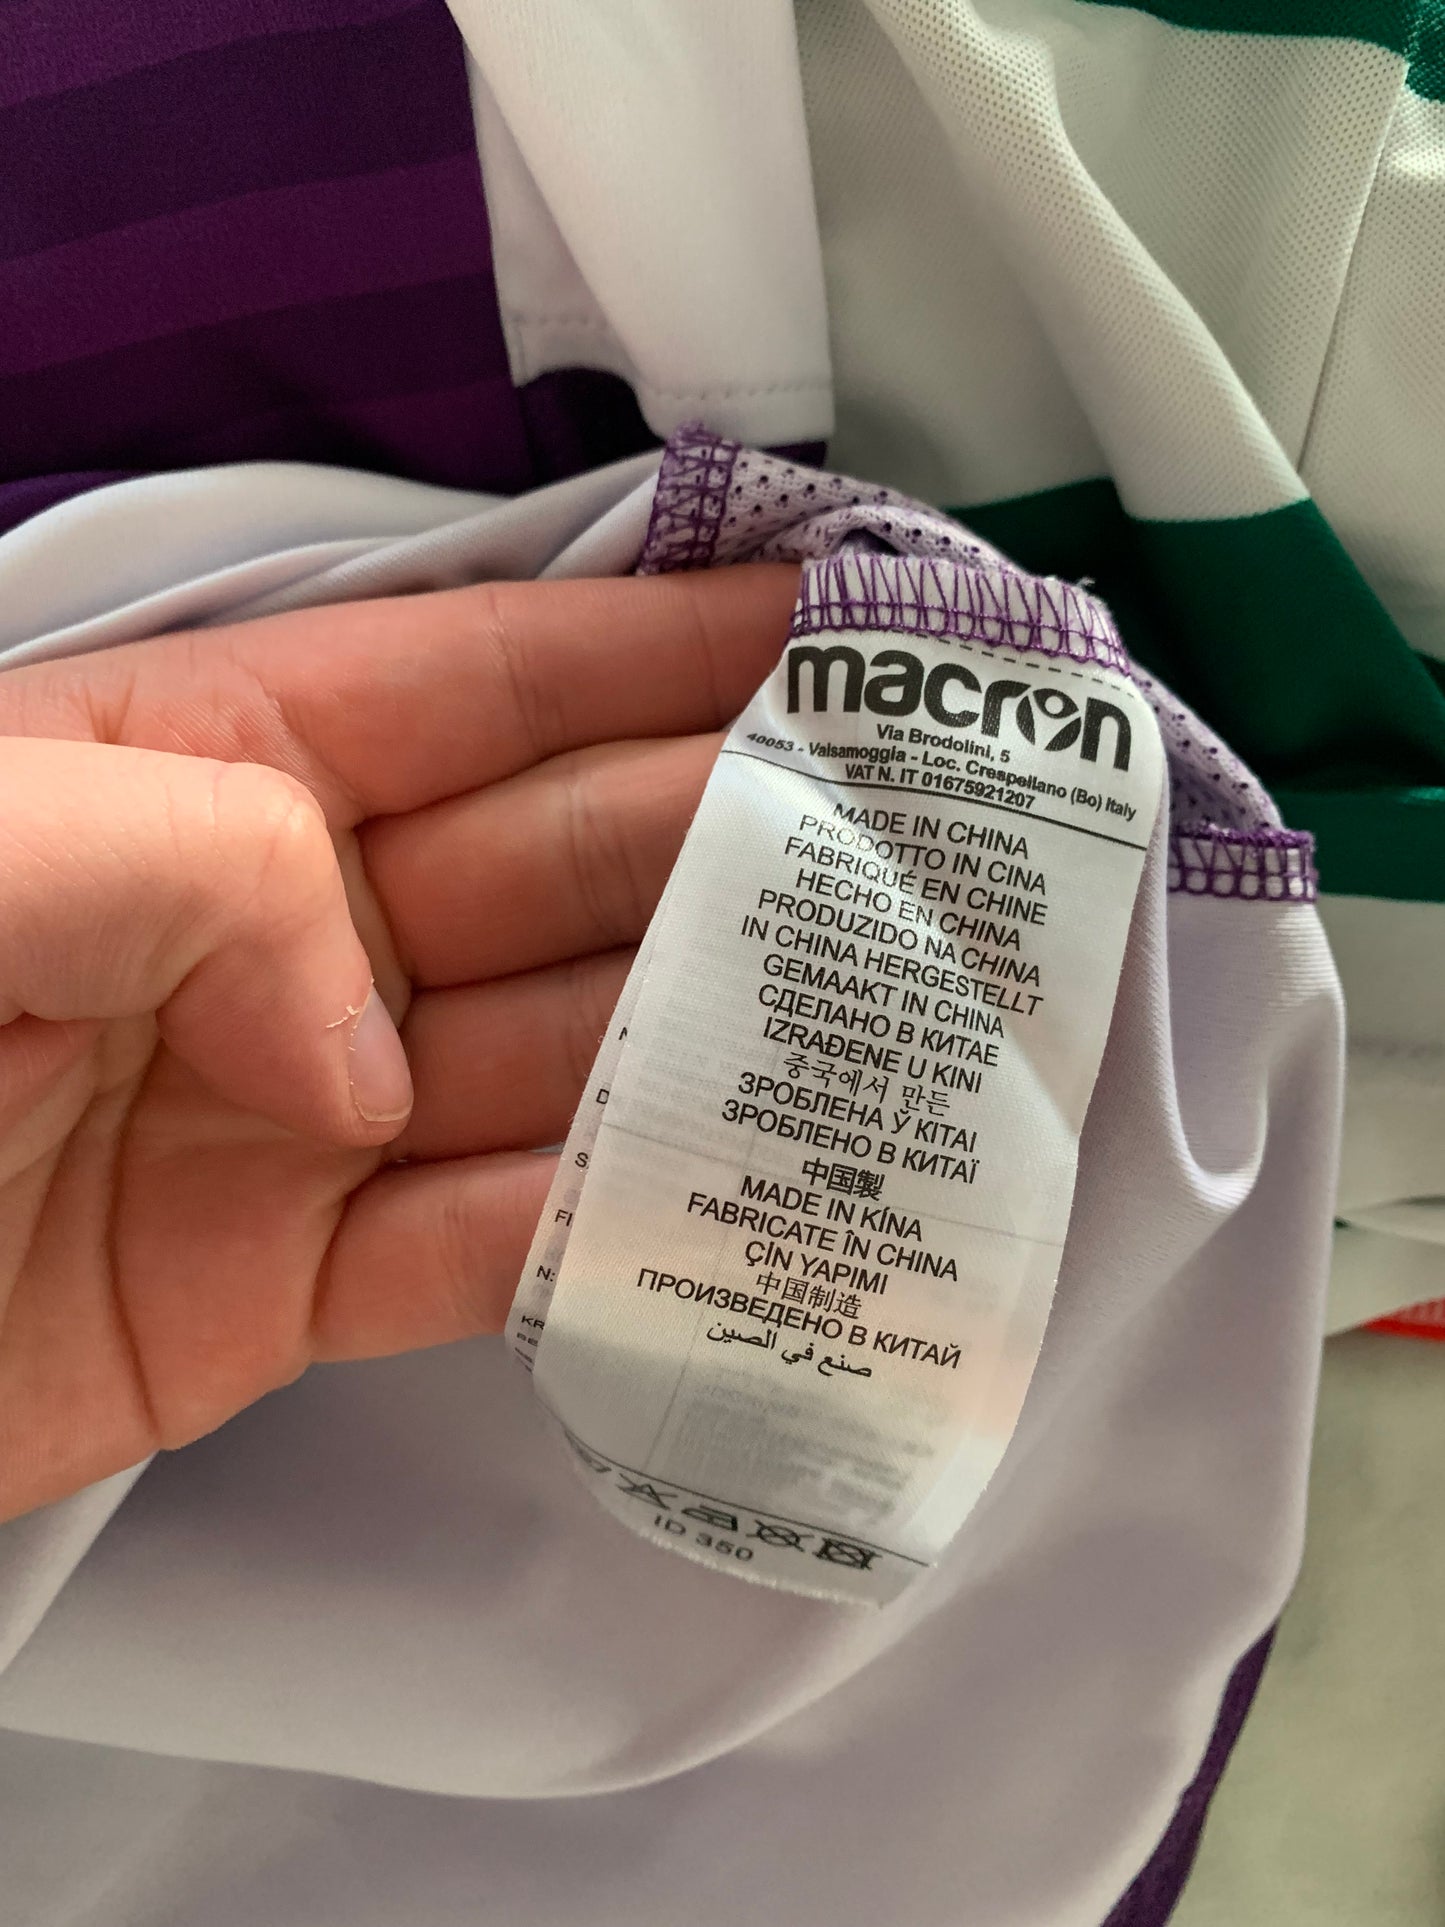 macron
Via Brodolini, 5
40053 - Valsamoggia - Loc. Crespellano (Bo) Italy
VAT N. IT 01675921207
MADE IN CHINA
PRODOTTO IN CINA
FABRIQUÉ EN CHINE
HECHO EN CHINA
PRODUZIDO NA CHINA
IN CHINA HERGESTELLT
GEMAAKT IN CHINA
СДЕЛАНО В КИТАЕ
IZRAĐENE U KINI
중국에서 만든
ЗРОБЛЕНА Ў КІТАІ
ЗРОБЛЕНО В КИТАЇ
中国製
MADE IN KÍNA
FABRICATE ÎN CHINA
ÇİN YAPIMI
中国制造
ПРОИЗВЕДЕНО В КИТАЙ
صنع في الصين
ID 350
N:
KR